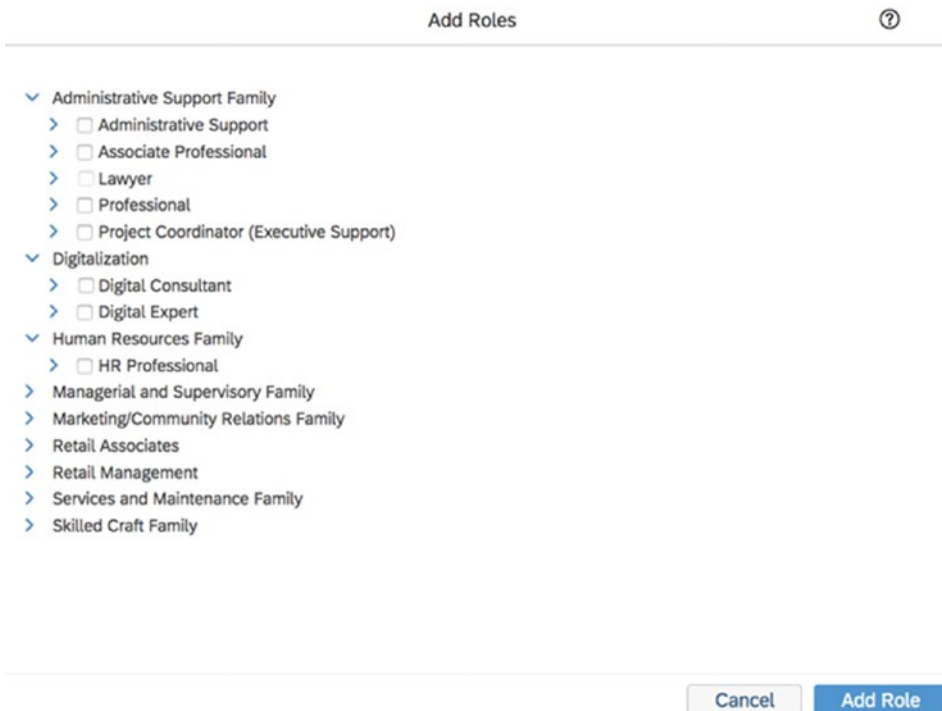 Add Roles
Administrative Support Family
Administrative Support
Associate Professional
Lawyer
Professional
Project Coordinator (Executive Support)
Digitalization
Digital Consultant
Digital Expert
Human Resources Family
HR Professional
Managerial and Supervisory Family
Marketing/Community Relations Family
Retail Associates
Retail Management
Services and Maintenance Family
Skilled Craft Family
Cancel Add Role